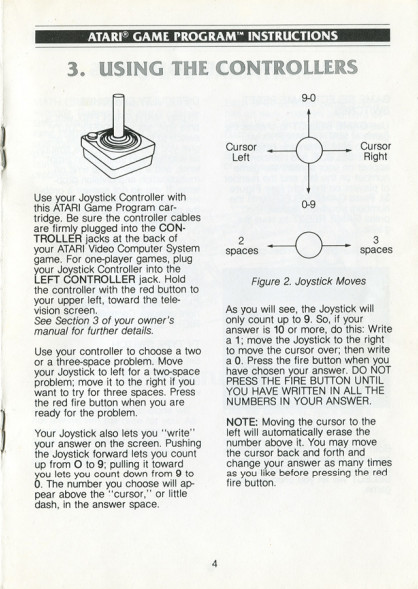 ATARI® GAME PROGRAM™ INSTRUCTIONS
3. USING THE CONTROLLERS
Use your Joystick Controller with
this ATARI Game Program car-
tridge. Be sure the controller cables
are firmly plugged into the CON-
TROLLER jacks at the back of
your ATARI Video Computer System
game. For one-player games, plug
your Joystick Controller into the
LEFT CONTROLLER jack. Hold
the controller with the red button to
your upper left, toward the tele-
vision screen.
See Section 3 of your owner's
manual for further details.
Use your controller to choose a two
or a three-space problem. Move
your Joystick to left for a two-space
problem; move it to the right if you
want to try for three spaces. Press
the red fire button when you are
ready for the problem.
Your Joystick also lets you "write"
your answer on the screen. Pushing
the Joystick forward lets you count
up from O to 9; pulling it toward
you lets you count down from 9 to
0. The number you choose will ap-
pear above the "cursor," or little
dash, in the answer space.
9-0
Cursor
Left
Cursor
Right
0-9
2
spaces
3
spaces
Figure 2. Joystick Moves
As you will see, the Joystick will
only count up to 9. So, if your
answer is 10 or more, do this: Write
a 1; move the Joystick to the right
to move the cursor over; then write
a 0. Press the fire button when you
have chosen your answer. DO NOT
PRESS THE FIRE BUTTON UNTIL
YOU HAVE WRITTEN IN ALL THE
NUMBERS IN YOUR ANSWER.
NOTE: Moving the cursor to the
left will automatically erase the
number above it. You may move
the cursor back and forth and
change your answer as many times
as you like before pressing the red
fire button.
4